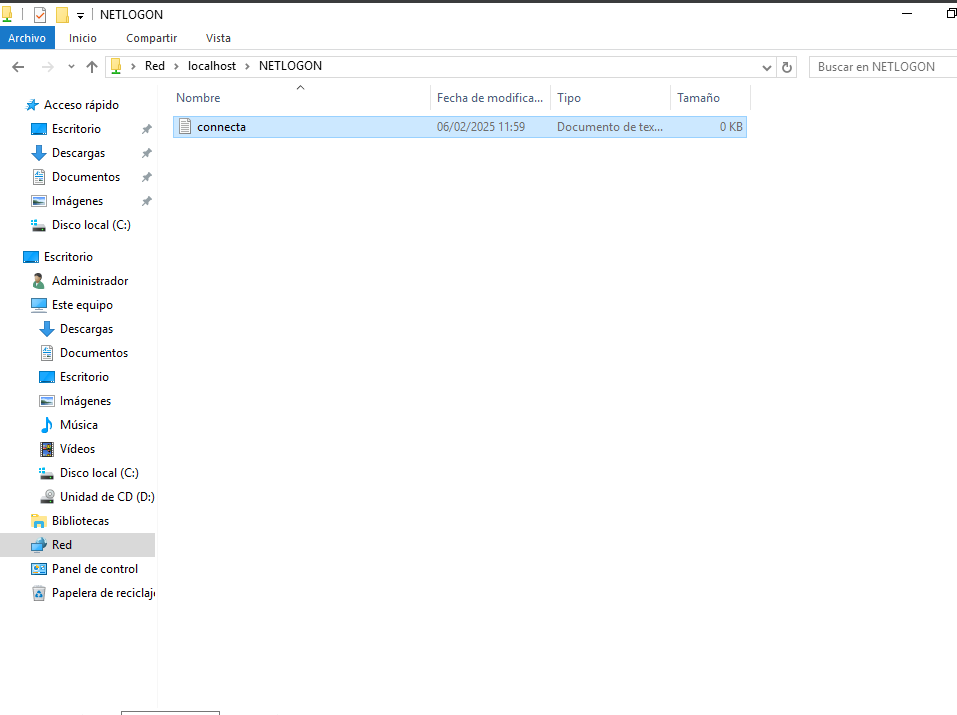 NETLOGON
Archivo Inicio Compartir Vista
Red localhost NETLOGON Buscar en NETLOGON
Nombre Fecha de modifica... Tipo Tamaño
connecta 06/02/2025 11:59 Documento de tex... 0 KB
Acceso rápido
Escritorio
Descargas
Documentos
Imágenes
Disco local (C:)
Escritorio
Administrador
Este equipo
Descargas
Documentos
Escritorio
Imágenes
Música
Vídeos
Disco local (C:)
Unidad de CD (D:)
Bibliotecas
Red
Panel de control
Papelera de reciclaje